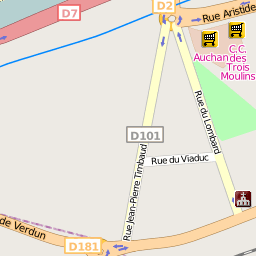 D2
D7
Rue Aristide
Auchan
C.C.
des
Trois
Moulins
Rue du Lombard
D101
Rue du Viaduc
Rue Jean-Pierre Timbaud
de Verdun
D181